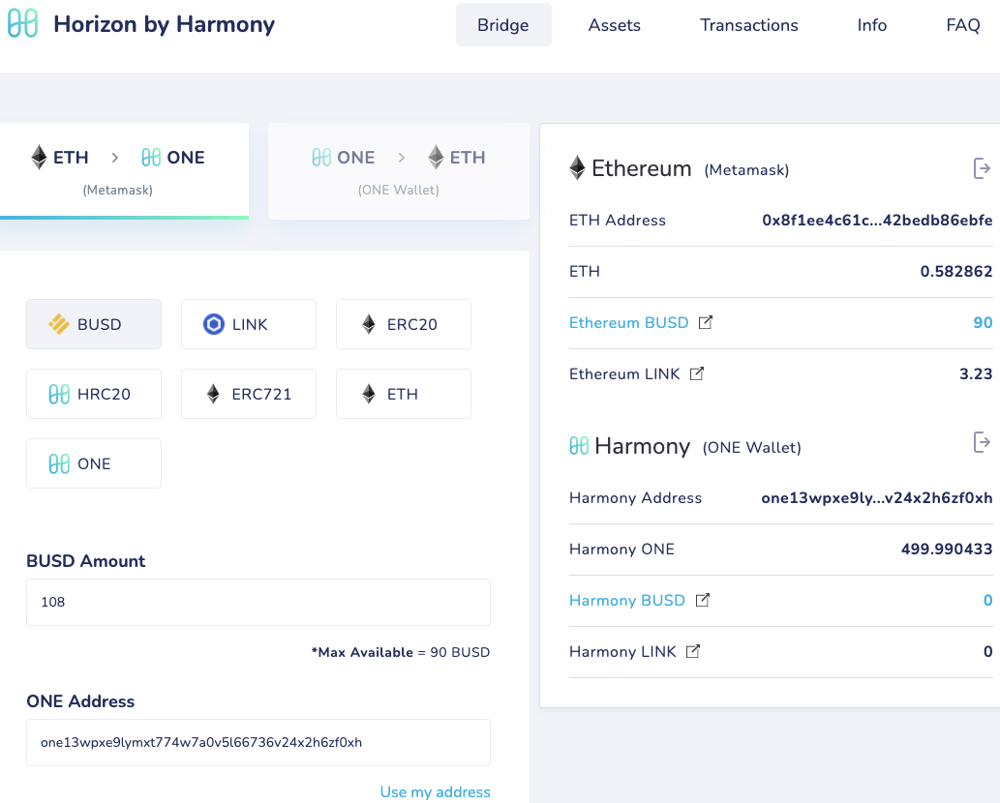 Horizon by Harmony
Bridge
Assets
Transactions
Info
FAQ
ETH > ONE
(Metamask)
ONE > ETH
(ONE Wallet)
BUSD
LINK
ERC20
HRC20
ERC721
ETH
ONE
BUSD Amount
108
*Max Available = 90 BUSD
ONE Address
one13wpxe9lymxt774w7a0v5l66736v24x2h6zf0xh
Use my address
Ethereum (Metamask)
ETH Address 0x8f1ee4c61c...42bedb86ebfe
ETH 0.582862
Ethereum BUSD 90
Ethereum LINK 3.23
Harmony (ONE Wallet)
Harmony Address one13wpxe9ly...v24x2h6zf0xh
Harmony ONE 499.990433
Harmony BUSD 0
Harmony LINK 0